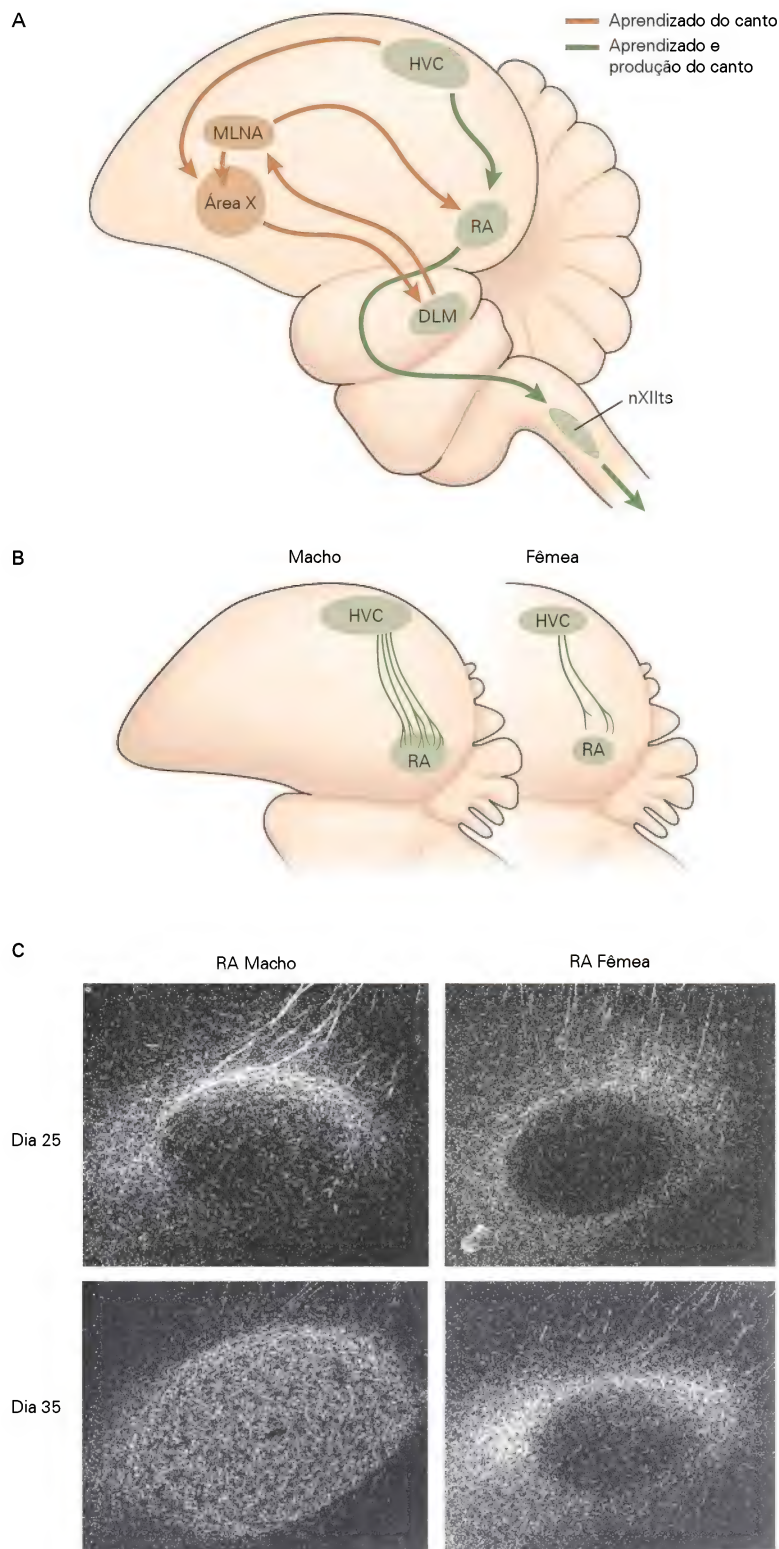 A
Aprendizado do canto
Aprendizado e
produção do canto
HVC
MLNA
Área X
RA
DLM
nXIIts
B
Macho
Fêmea
HVC
HVC
RA
RA
C
RA Macho
RA Fêmea
Dia 25
Dia 35